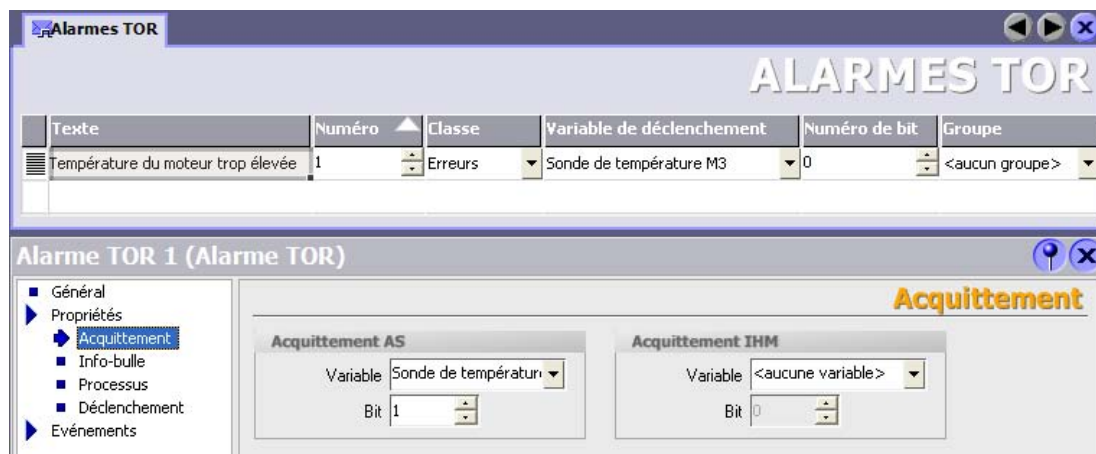 Alarmes TOR
ALARMES TOR
Texte Numéro Classe Variable de déclenchement Numéro de bit Groupe
Température du moteur trop élevée 1 Erreurs Sonde de température M3 0 <aucun groupe>
Alarme TOR 1 (Alarme TOR)
Général
Propriétés
Acquittement
Info-bulle
Processus
Déclenchement
Evénements
Acquittement
Acquittement AS
Variable Sonde de températur
Bit 1
Acquittement IHM
Variable <aucune variable>
Bit 0